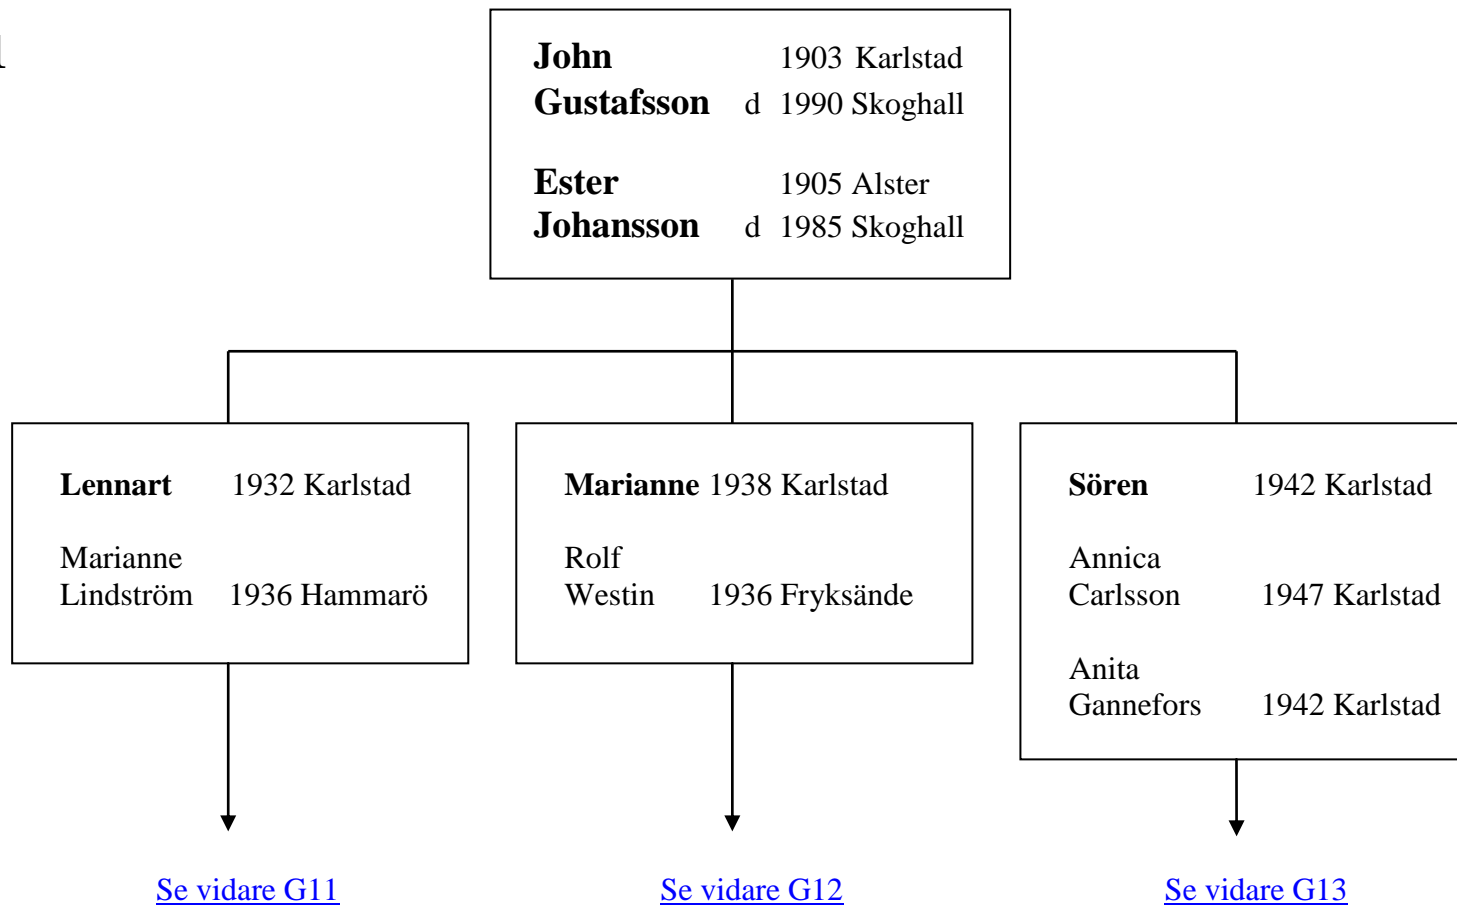 John 1903 Karlstad
Gustafsson d 1990 Skoghall
Ester 1905 Alster
Johansson d 1985 Skoghall
Lennart 1932 Karlstad
Marianne
Lindström 1936 Hammarö
Marianne 1938 Karlstad
Rolf
Westin 1936 Fryksände
Sören 1942 Karlstad
Annica
Carlsson 1947 Karlstad
Anita
Gannefors 1942 Karlstad
Se vidare G11
Se vidare G12
Se vidare G13